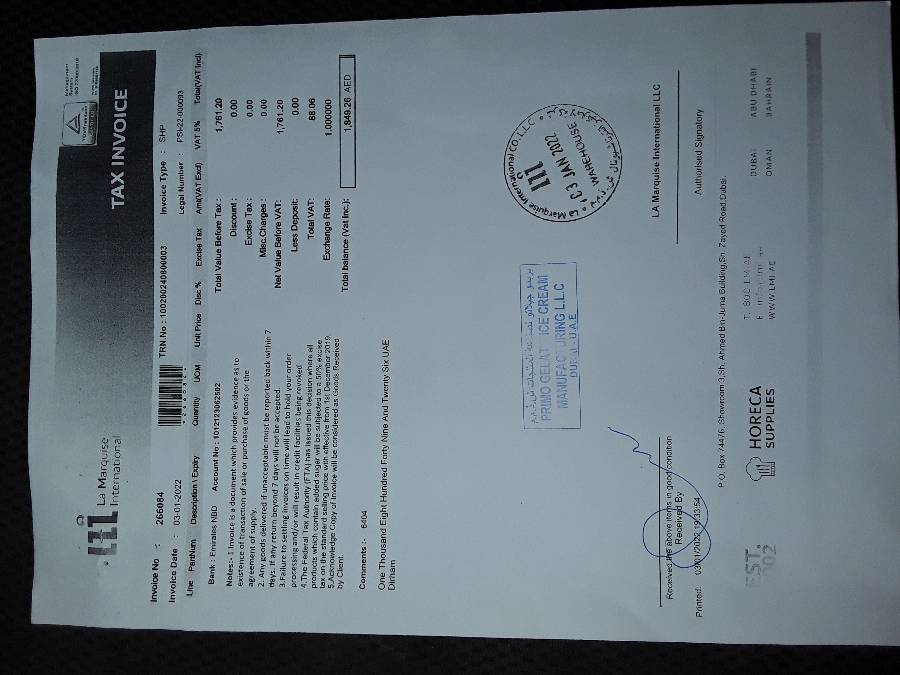 La Marquise
International
TAX INVOICE
Invoice No : 266084
TRN.No : 100200240800003
Invoice Type : SHP
Invoice Date : 03-01-2022
Legal Number : PSI-22-000093
Line PartNum Description \ Expiry Quantity UOM Unit Price Disc % Excise Tax Amt(VAT Excl) VAT 5% Total(VAT Incl)
Bank : Emirates NBD Account No : 1012123062502
Total Value Before Tax : 1,761.20
Discount : 0.00
Excise Tax : 0.00
Misc.Charges : 0.00
Net Value Before VAT: 1,761.20
Less Deposit: 0.00
Total VAT: 88.06
Exchange Rate: 1.000000
Total balance (Vat Inc.): 1,849.26 AED
Notes:- 1.Invoice is a document which provides evidence as to
existence of transaction of sale or purchase of goods or the
agreement of supply.
2. Any goods delivered if unacceptable must be reported back within 7
days. if any return beyond 7 days will not be accepted.
3.Failure to settling invoices on time will lead to hold your order
processing and/or will result in credit facilities being revoked
4.The Federal Tax Authority (FTA) has issued this decision where all
products which contain added sugar will be subjected to a 50% excise
tax on the standard selling price with effective from 1st December 2019
5.Acknowledge Copy of Invoice will be considered as Goods Received
by Client.
Comments :- 6404
One Thousand Eight Hundred Forty Nine And Twenty Six UAE
Dirham
La Marquise International CO. L.L.C
03 JAN 2022
WAREHOUSE
PRIMO GELAT ICE CREAM
MANUFACTURING L.L.C
DUBAI-U.A.E
LA Marquise International LLC
Received the above items in good condition
Received By
Authorised Signatory
Printed: 03/01/2022 19:33:54
P.O. Box 74476, Showroom 3,Sh. Ahmed Bin-Juma Building,Sh. Zayed Road,Dubai.
EST.
HORECA
SUPPLIES
T. 800 LMI AE
WWW.LMI.AE
DUBAI ABU DHABI
OMAN BAHRAIN